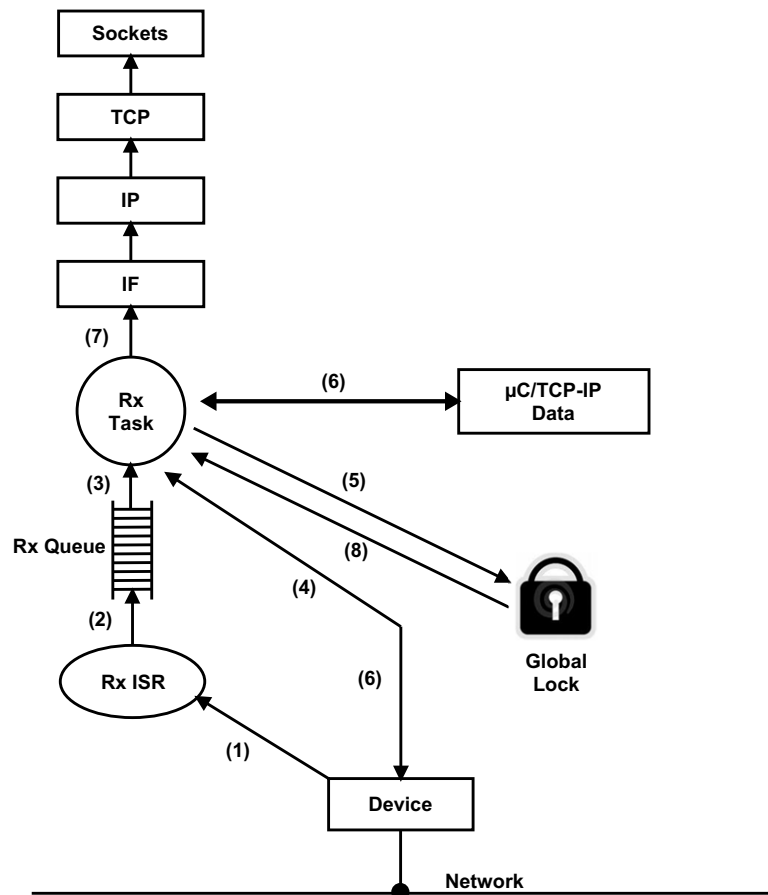 Sockets
TCP
IP
IF
(7)
Rx
Task
(6)
µC/TCP-IP
Data
(3)
(5)
Rx Queue
(8)
(4)
(2)
Global
Lock
Rx ISR
(6)
(1)
Device
Network